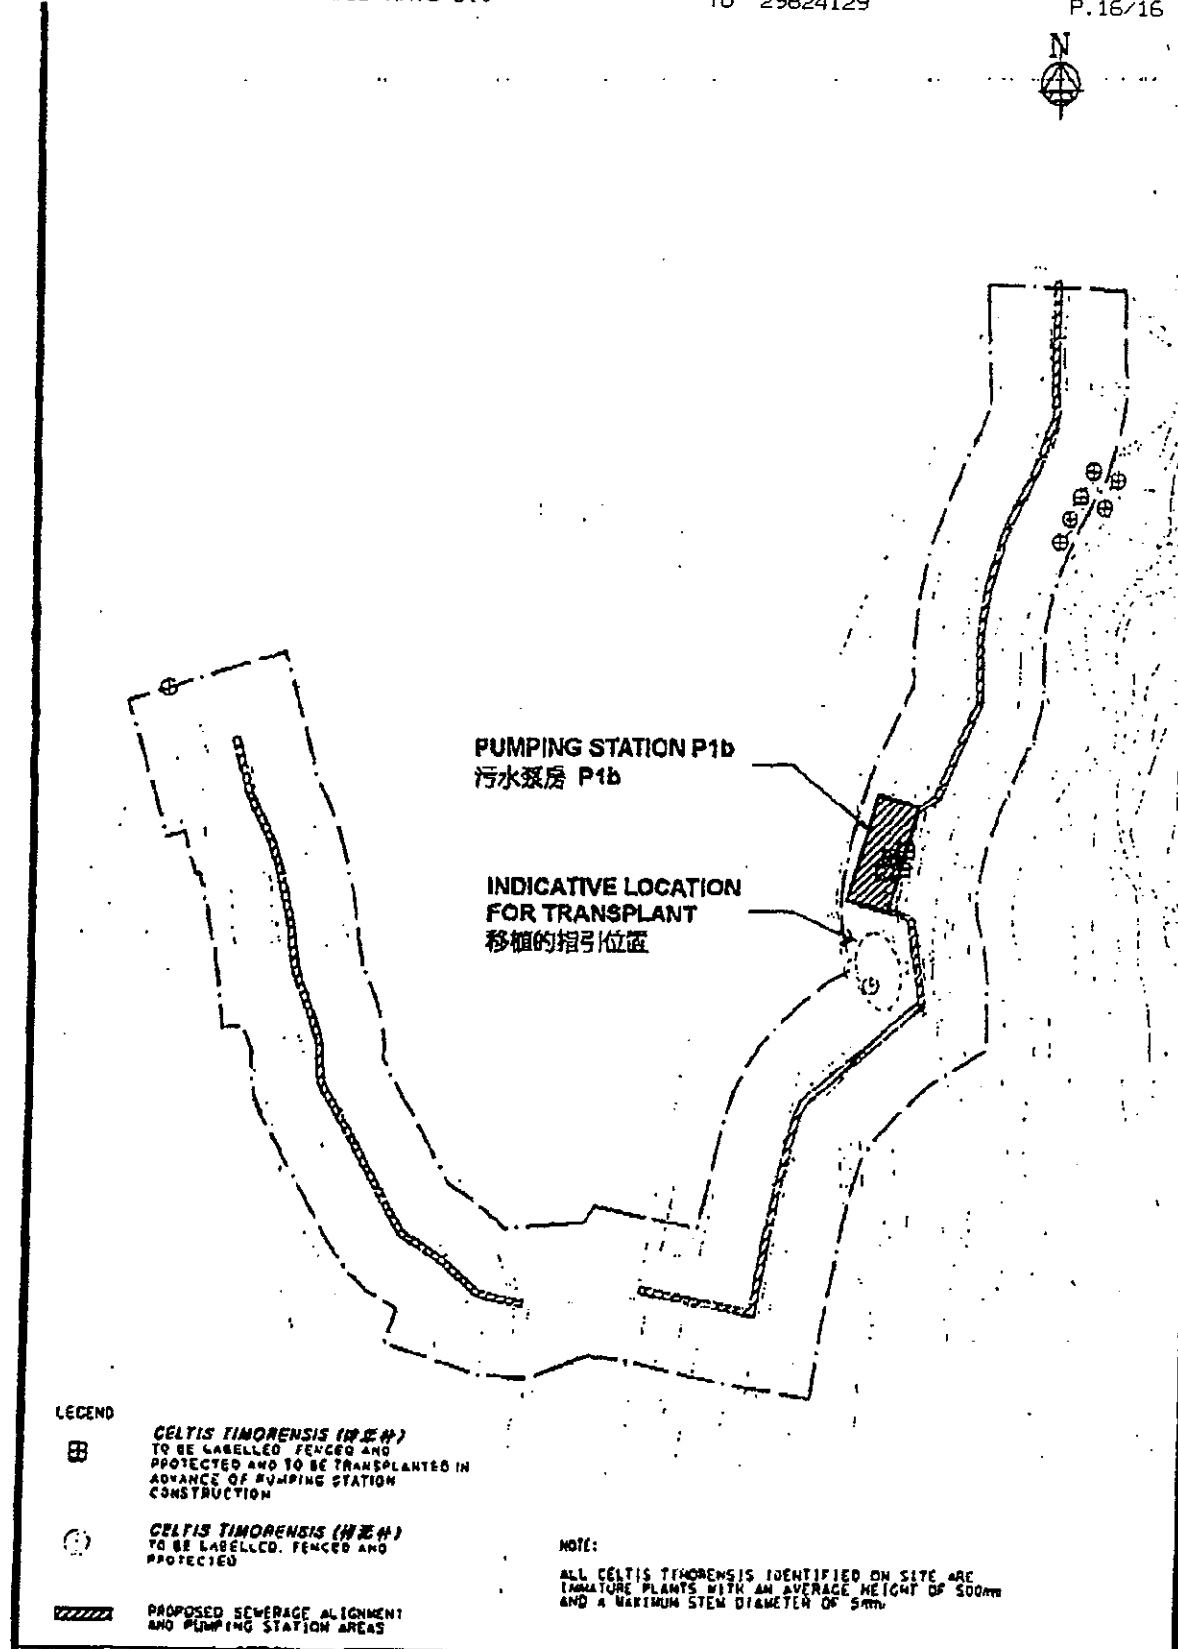 TO 29824129
P.16/16
N
PUMPING STATION P1b
污水泵房 P1b
INDICATIVE LOCATION
FOR TRANSPLANT
移植的指引位置
LEGEND
CELTIS TIMORENSIS
TO BE LABELLED, FENCED AND
PROTECTED AND TO BE TRANSPLANTED IN
ADVANCE OF PUMPING STATION
CONSTRUCTION
CELTIS TIMORENSIS
TO BE LABELLED, FENCED AND
PROTECTED
PROPOSED SEWERAGE ALIGNMENT
AND PUMPING STATION AREAS
NOTE:
ALL CELTIS TIMORENSIS IDENTIFIED ON SITE ARE
IMMATURE PLANTS WITH AN AVERAGE HEIGHT OF 500mm
AND A MAXIMUM STEM DIAMETER OF 5mm